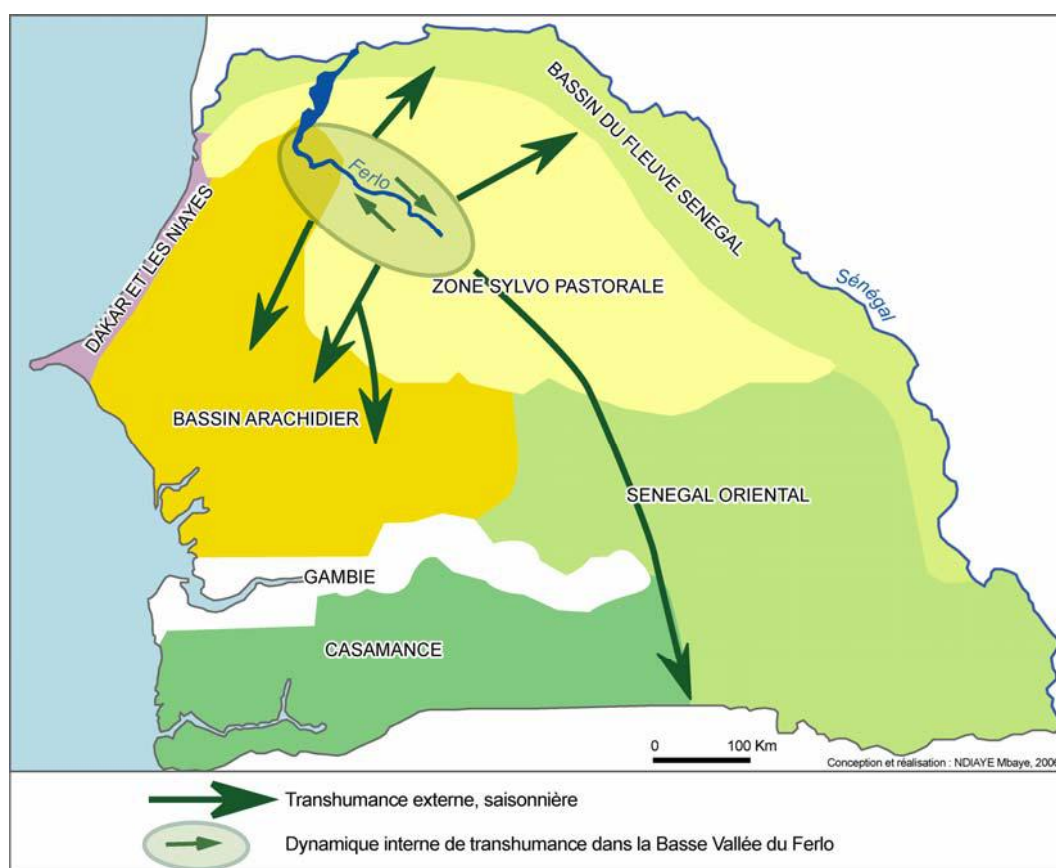 BASSIN DU FLEUVE SENEGAL
DAKAR ET LES NIAYES
Ferlo
ZONE SYLVO PASTORALE
Sénégal
BASSIN ARACHIDIER
SENEGAL ORIENTAL
GAMBIE
CASAMANCE
0 100 Km
Conception et réalisation : NDIAYE Mbaye, 2006
Transhumance externe, saisonnière
Dynamique interne de transhumance dans la Basse Vallée du Ferlo